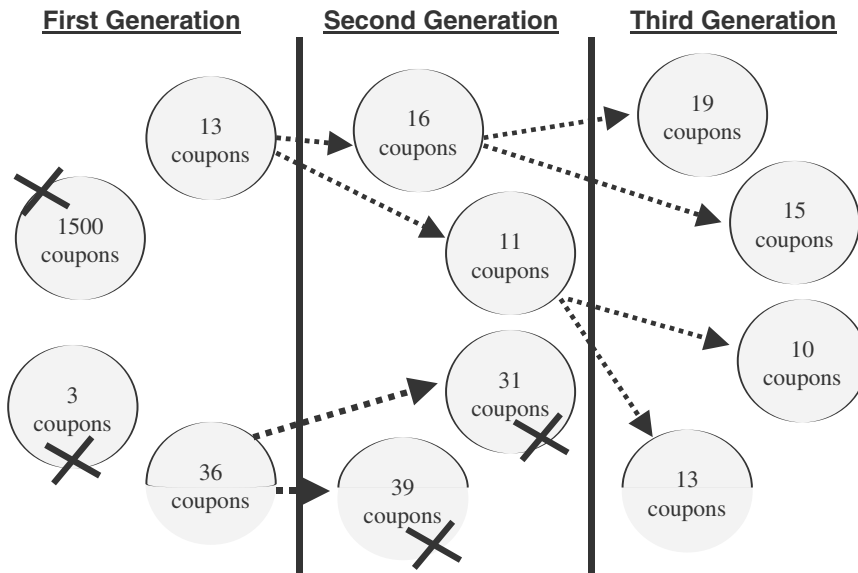 First Generation
Second Generation
Third Generation
13
coupons
1500
coupons
3
coupons
36
coupons
16
coupons
11
coupons
31
coupons
39
coupons
19
coupons
15
coupons
10
coupons
13
coupons